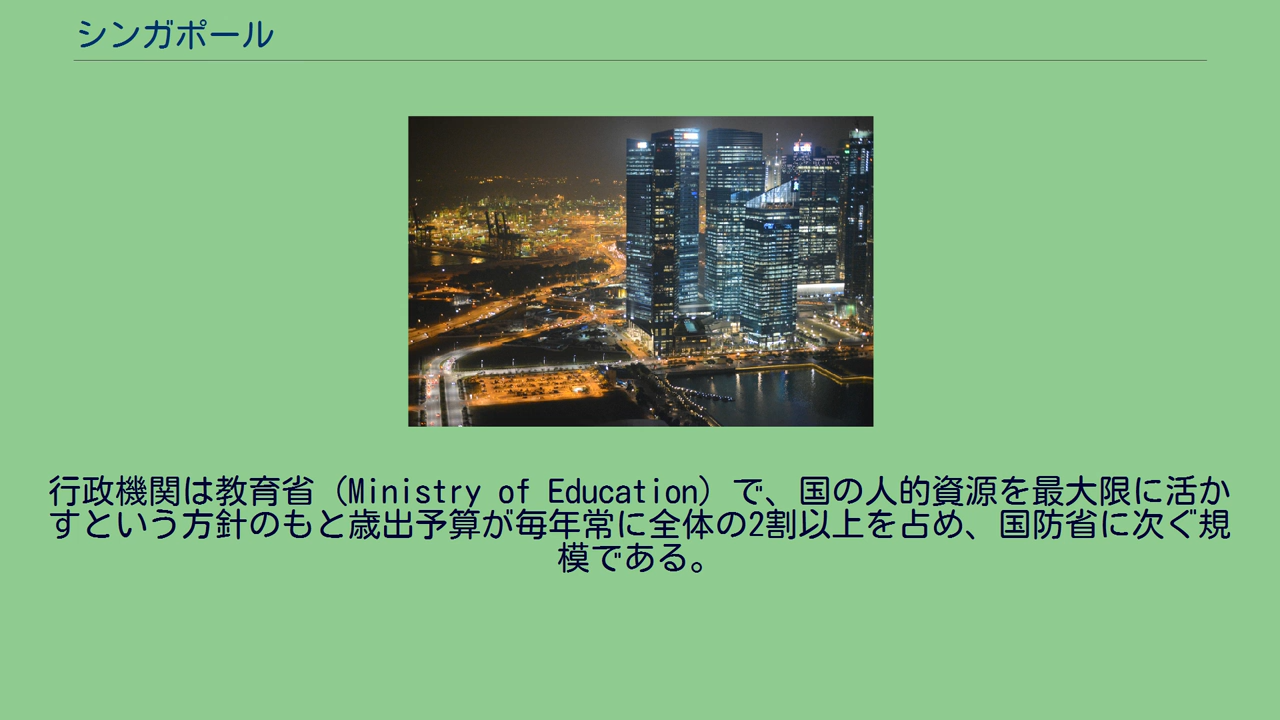 シンガポール
行政機関は教育省（Ministry of Education）で、国の人的資源を最大限に活か
すという方針のもと歳出予算が毎年常に全体の2割以上を占め、国防省に次ぐ規
模である。